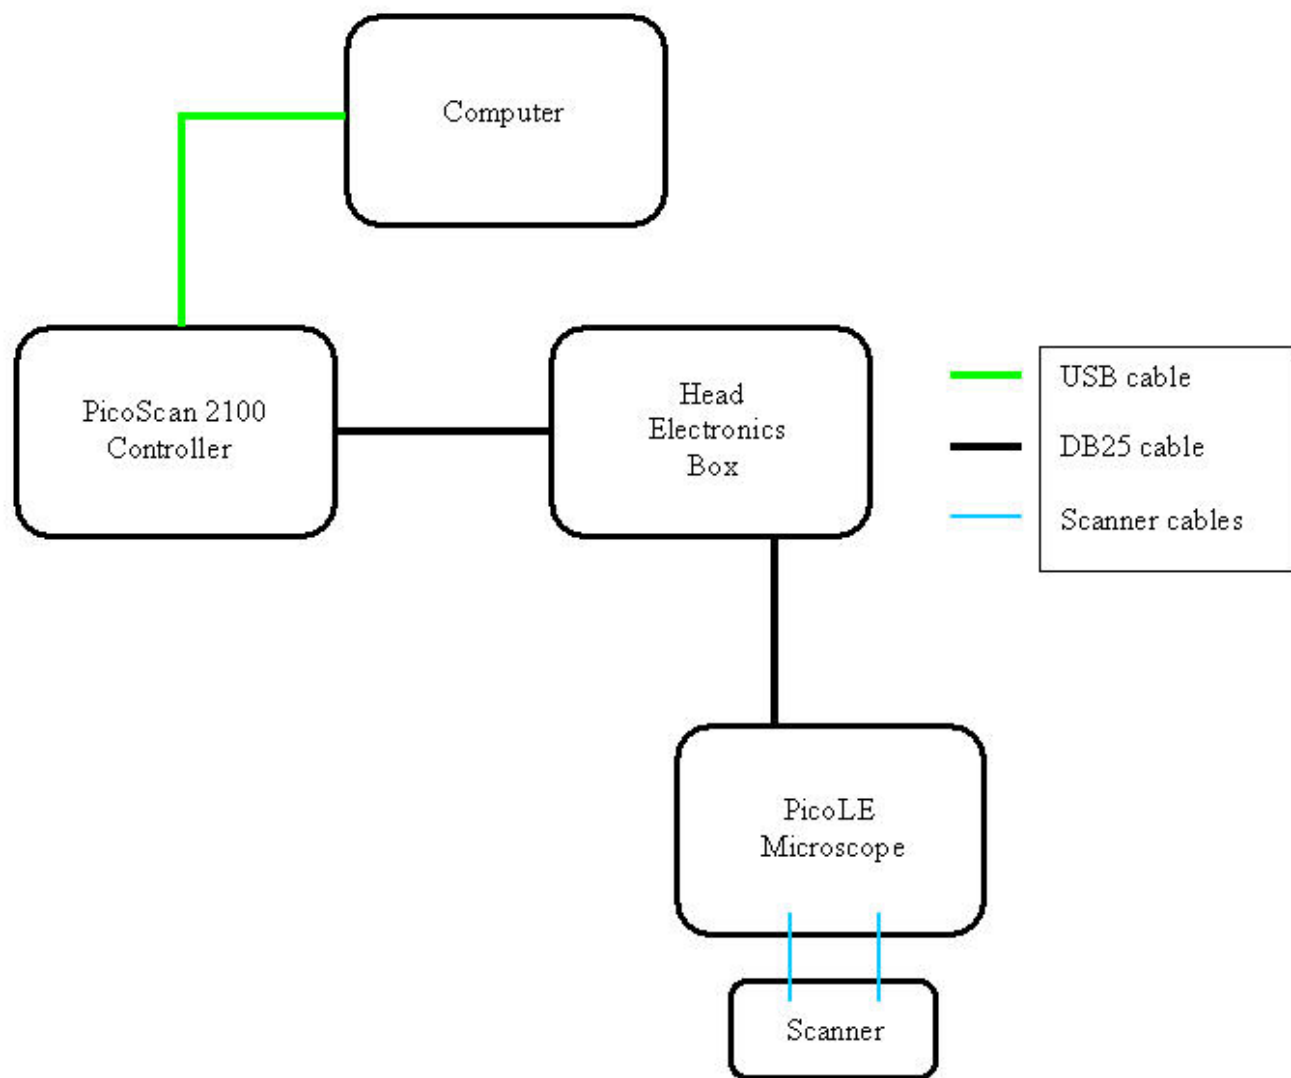 Computer
PicoScan 2100
Controller
Head
Electronics
Box
USB cable
DB25 cable
Scanner cables
PicoLE
Microscope
Scanner